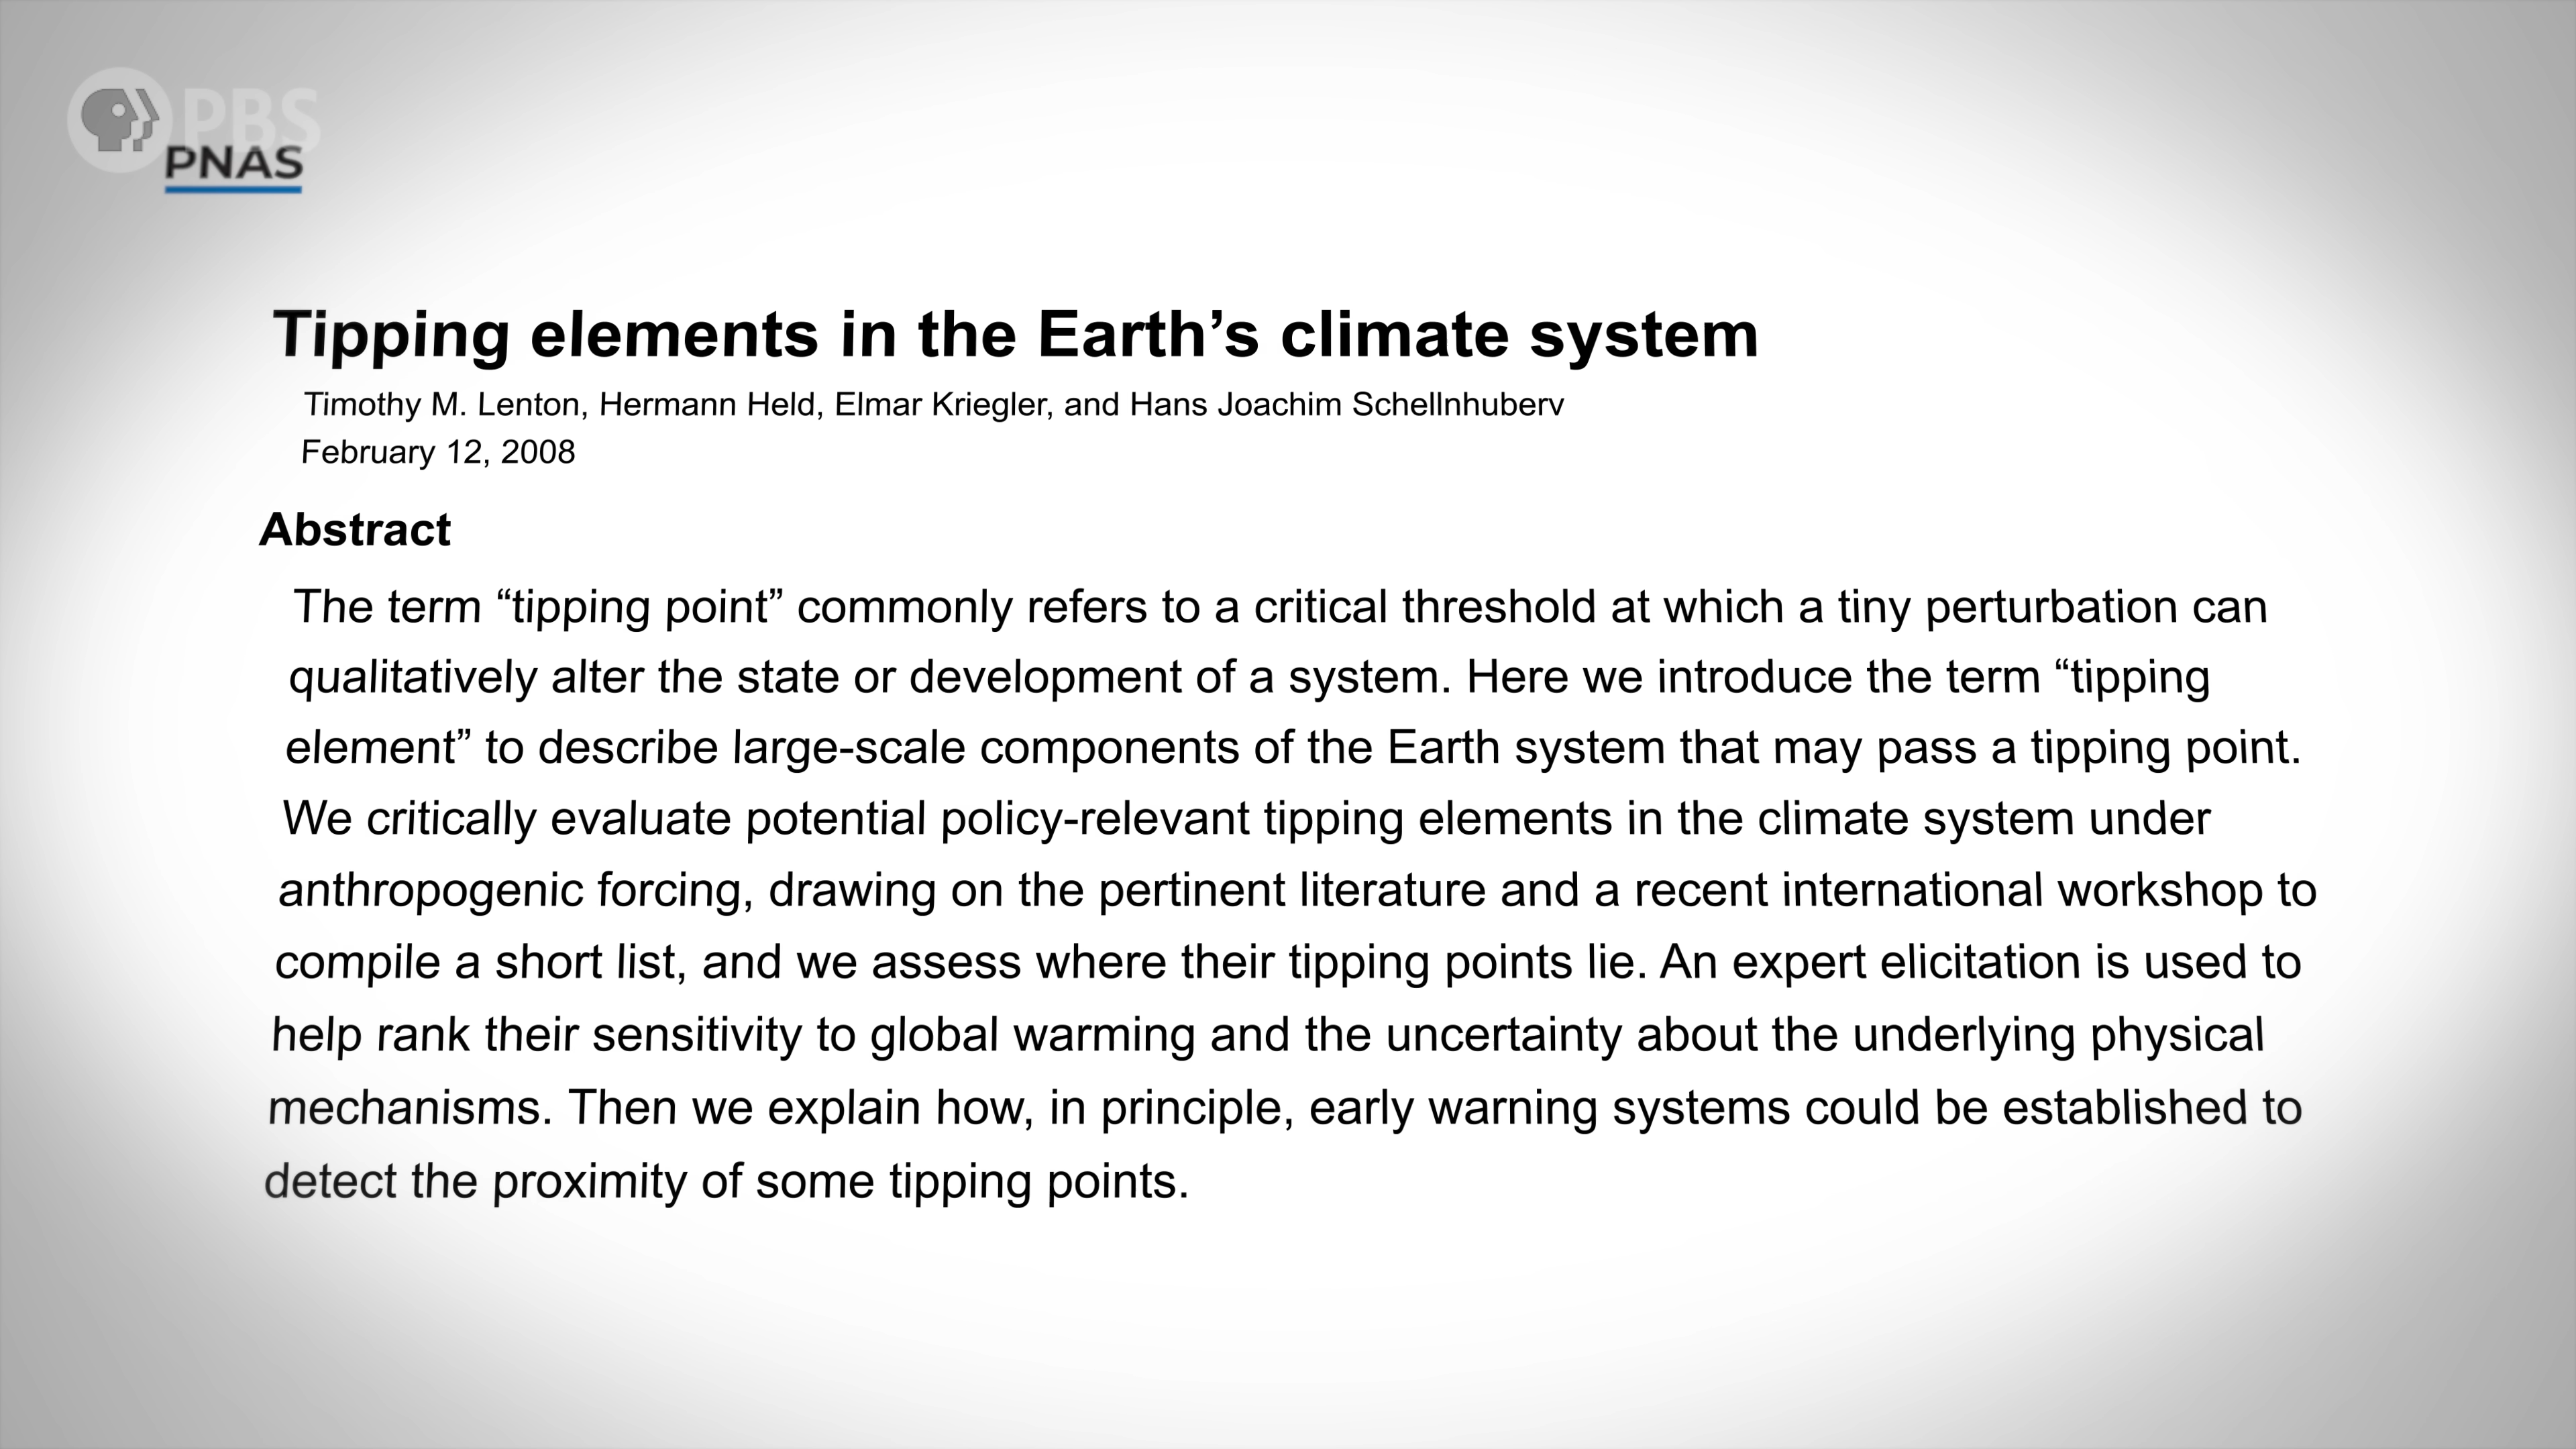 PBS
PNAS
Tipping elements in the Earth’s climate system
Timothy M. Lenton, Hermann Held, Elmar Kriegler, and Hans Joachim Schellnhuberv
February 12, 2008
Abstract
The term “tipping point” commonly refers to a critical threshold at which a tiny perturbation can
qualitatively alter the state or development of a system. Here we introduce the term “tipping
element” to describe large-scale components of the Earth system that may pass a tipping point.
We critically evaluate potential policy-relevant tipping elements in the climate system under
anthropogenic forcing, drawing on the pertinent literature and a recent international workshop to
compile a short list, and we assess where their tipping points lie. An expert elicitation is used to
help rank their sensitivity to global warming and the uncertainty about the underlying physical
mechanisms. Then we explain how, in principle, early warning systems could be established to
detect the proximity of some tipping points.